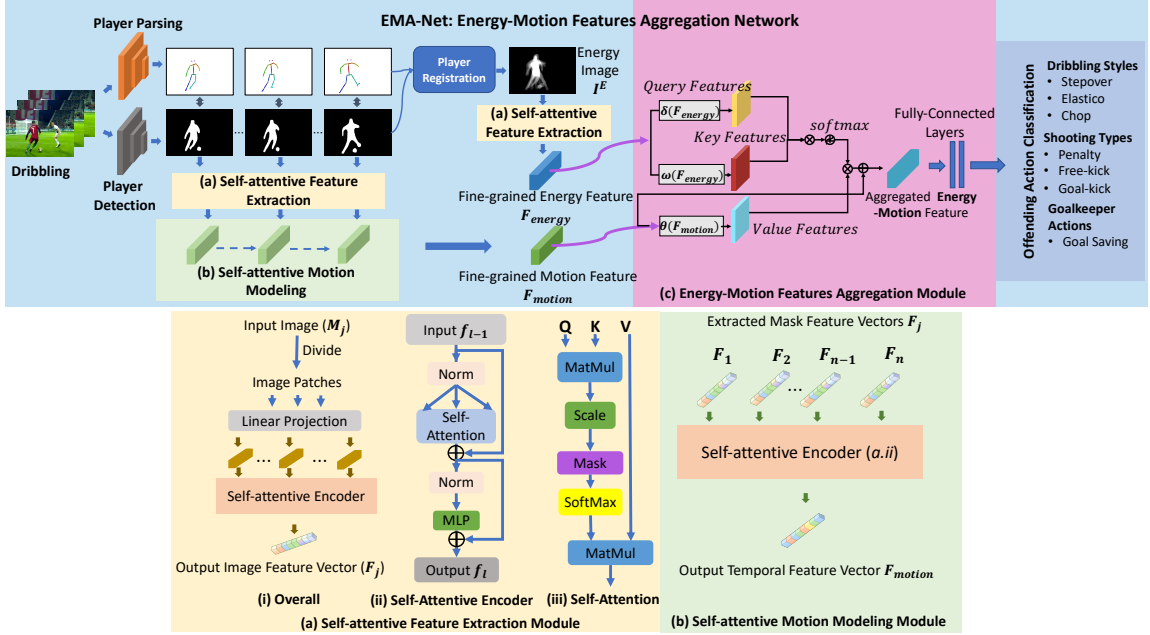 EMA-Net: Energy-Motion Features Aggregation Network
Player Parsing
Dribbling
Player
Detection
Player
Registration
Energy
Image
I^E
(a) Self-attentive
Feature Extraction
(a) Self-attentive Feature
Extraction
(b) Self-attentive Motion
Modeling
Fine-grained Energy Feature
F_energy
Fine-grained Motion Feature
F_motion
Query Features
δ(F_energy)
Key Features
ω(F_energy)
θ(F_motion)
Value Features
softmax
Fully-Connected
Layers
Aggregated Energy
-Motion Feature
(c) Energy-Motion Features Aggregation Module
Offending Action Classification
Dribbling Styles
• Stepover
• Elastico
• Chop
Shooting Types
• Penalty
• Free-kick
• Goal-kick
Goalkeeper
Actions
• Goal Saving
Input Image (M_j)
Divide
Image Patches
Linear Projection
... ...
Self-attentive Encoder
Output Image Feature Vector (F_j)
(i) Overall
Input f_{l-1}
Norm
Self-
Attention
Norm
MLP
Output f_l
(ii) Self-Attentive Encoder
Q K V
MatMul
Scale
Mask
SoftMax
MatMul
(iii) Self-Attention
(a) Self-attentive Feature Extraction Module
Extracted Mask Feature Vectors F_j
F_1 F_2 F_{n-1} F_n
...
Self-attentive Encoder (a.ii)
Output Temporal Feature Vector F_motion
(b) Self-attentive Motion Modeling Module